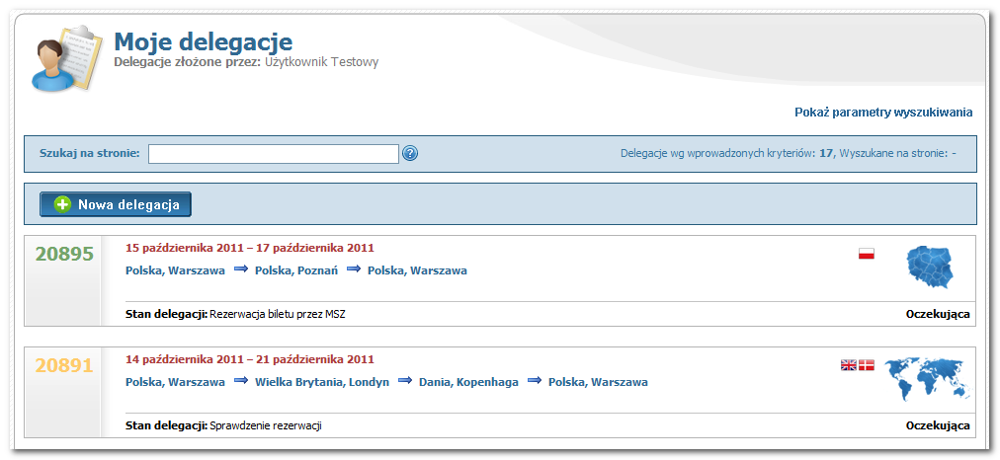 Moje delegacje
Delegacje złożone przez: Użytkownik Testowy
Pokaż parametry wyszukiwania
Szukaj na stronie: ?
Delegacje wg wprowadzonych kryteriów: 17, Wyszukane na stronie: -
Nowa delegacja
20895
15 października 2011 – 17 października 2011
Polska, Warszawa Polska, Poznań Polska, Warszawa
Stan delegacji: Rezerwacja biletu przez MSZ Oczekująca
20891
14 października 2011 – 21 października 2011
Polska, Warszawa Wielka Brytania, Londyn Dania, Kopenhaga Polska, Warszawa
Stan delegacji: Sprawdzenie rezerwacji Oczekująca